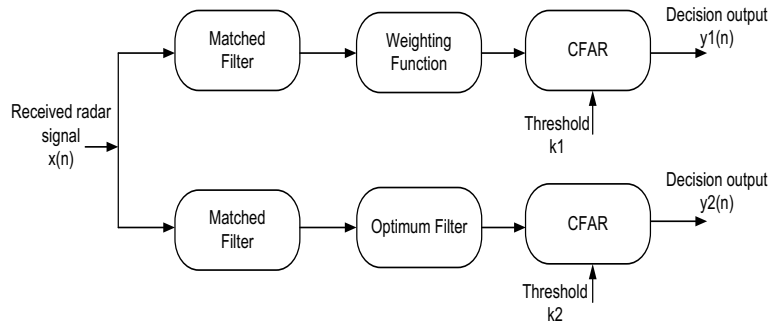 Matched
Filter
Weighting
Function
CFAR
Decision output
y1(n)
Received radar
signal
x(n)
Threshold
k1
Matched
Filter
Optimum Filter
CFAR
Decision output
y2(n)
Threshold
k2